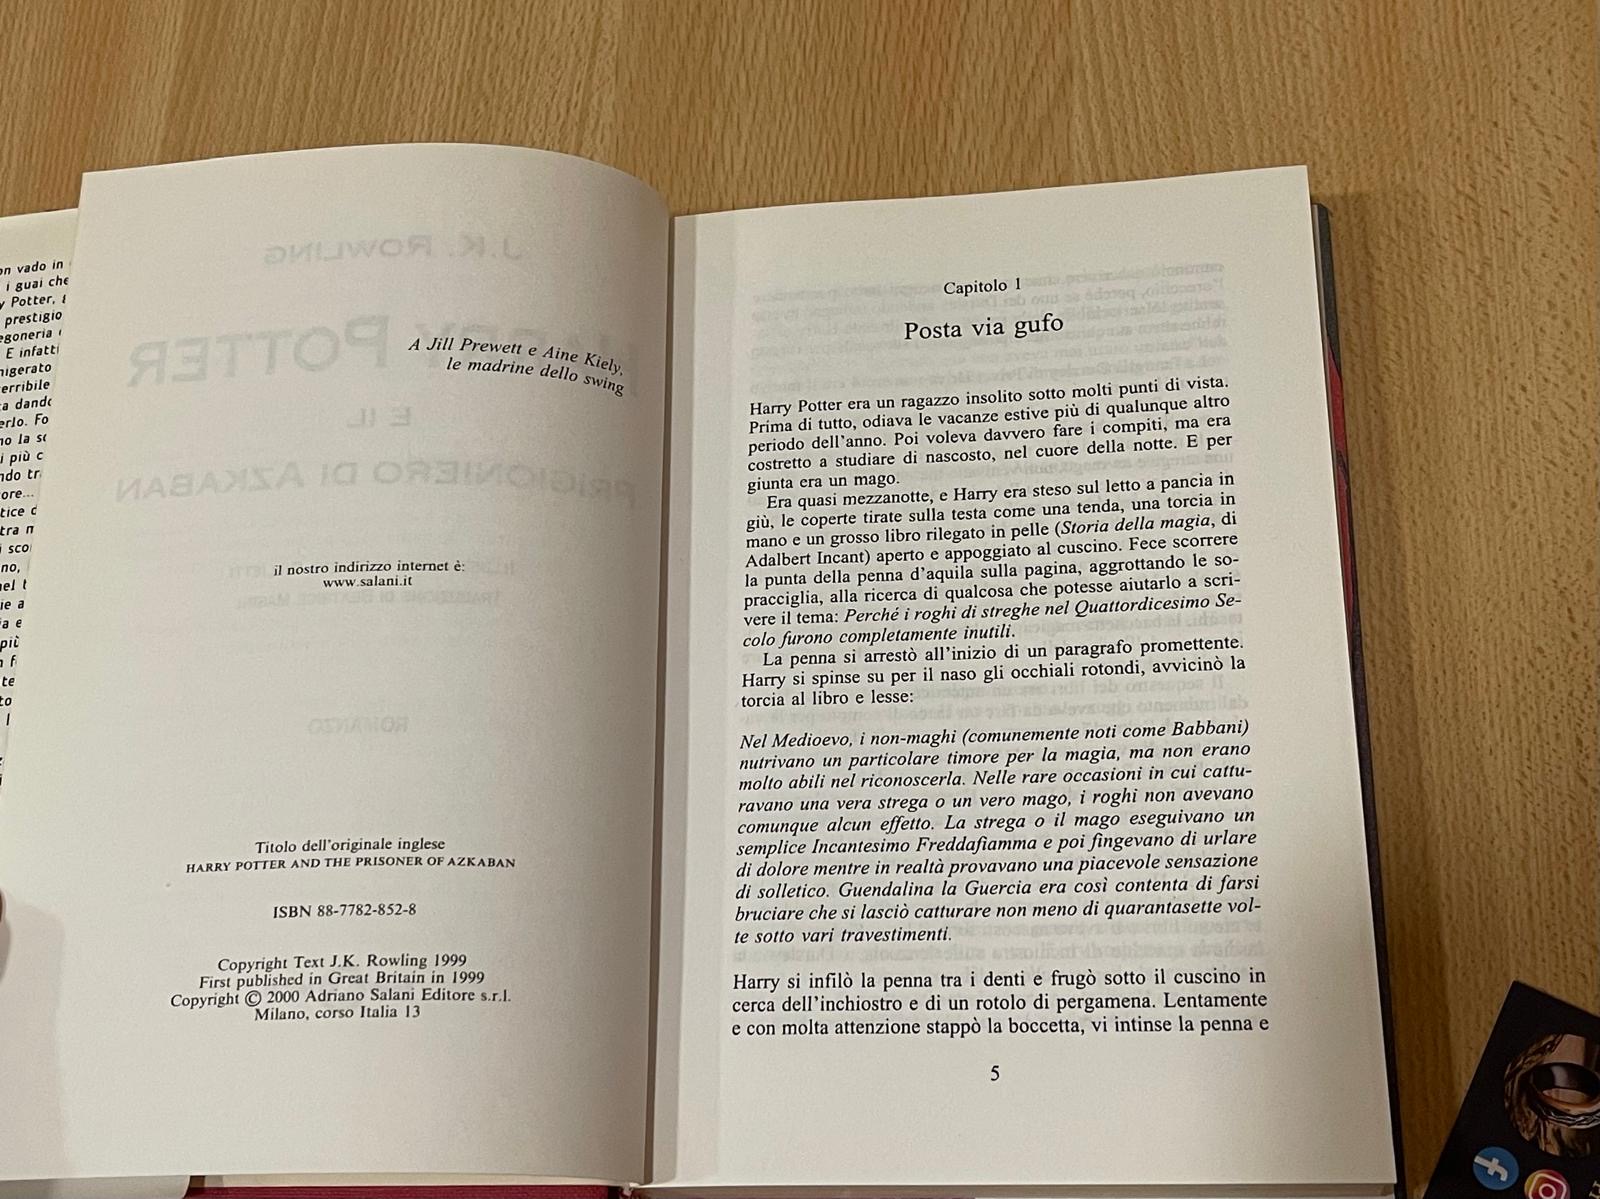 vado in
i guai che
Potter,
prestigio
E infatti
A Jill Prewett e Aine Kiely,
le madrine dello swing
il nostro indirizzo internet è:
www.salani.it
Titolo dell'originale inglese
HARRY POTTER AND THE PRISONER OF AZKABAN
ISBN 88-7782-852-8
Copyright Text J.K. Rowling 1999
First published in Great Britain in 1999
Copyright © 2000 Adriano Salani Editore s.r.l.
Milano, corso Italia 13
Capitolo 1
Posta via gufo
Harry Potter era un ragazzo insolito sotto molti punti di vista.
Prima di tutto, odiava le vacanze estive più di qualunque altro
periodo dell'anno. Poi voleva davvero fare i compiti, ma era
costretto a studiare di nascosto, nel cuore della notte. E per
giunta era un mago.
Era quasi mezzanotte, e Harry era steso sul letto a pancia in
giù, le coperte tirate sulla testa come una tenda, una torcia in
mano e un grosso libro rilegato in pelle (Storia della magia, di
Adalbert Incant) aperto e appoggiato al cuscino. Fece scorrere
la punta della penna d'aquila sulla pagina, aggrottando le so-
pracciglia, alla ricerca di qualcosa che potesse aiutarlo a scri-
vere il tema: Perché i roghi di streghe nel Quattordicesimo Se-
colo furono completamente inutili.
La penna si arrestò all'inizio di un paragrafo promettente.
Harry si spinse su per il naso gli occhiali rotondi, avvicinò la
torcia al libro e lesse:
Nel Medioevo, i non-maghi (comunemente noti come Babbani)
nutrivano un particolare timore per la magia, ma non erano
molto abili nel riconoscerla. Nelle rare occasioni in cui cattu-
ravano una vera strega o un vero mago, i roghi non avevano
comunque alcun effetto. La strega o il mago eseguivano un
semplice Incantesimo Freddafiamma e poi fingevano di urlare
di dolore mentre in realtà provavano una piacevole sensazione
di solletico. Guendalina la Guercia era così contenta di farsi
bruciare che si lasciò catturare non meno di quarantasette vol-
te sotto vari travestimenti.
Harry si infilò la penna tra i denti e frugò sotto il cuscino in
cerca dell'inchiostro e di un rotolo di pergamena. Lentamente
e con molta attenzione stappò la boccetta, vi intinse la penna e
5